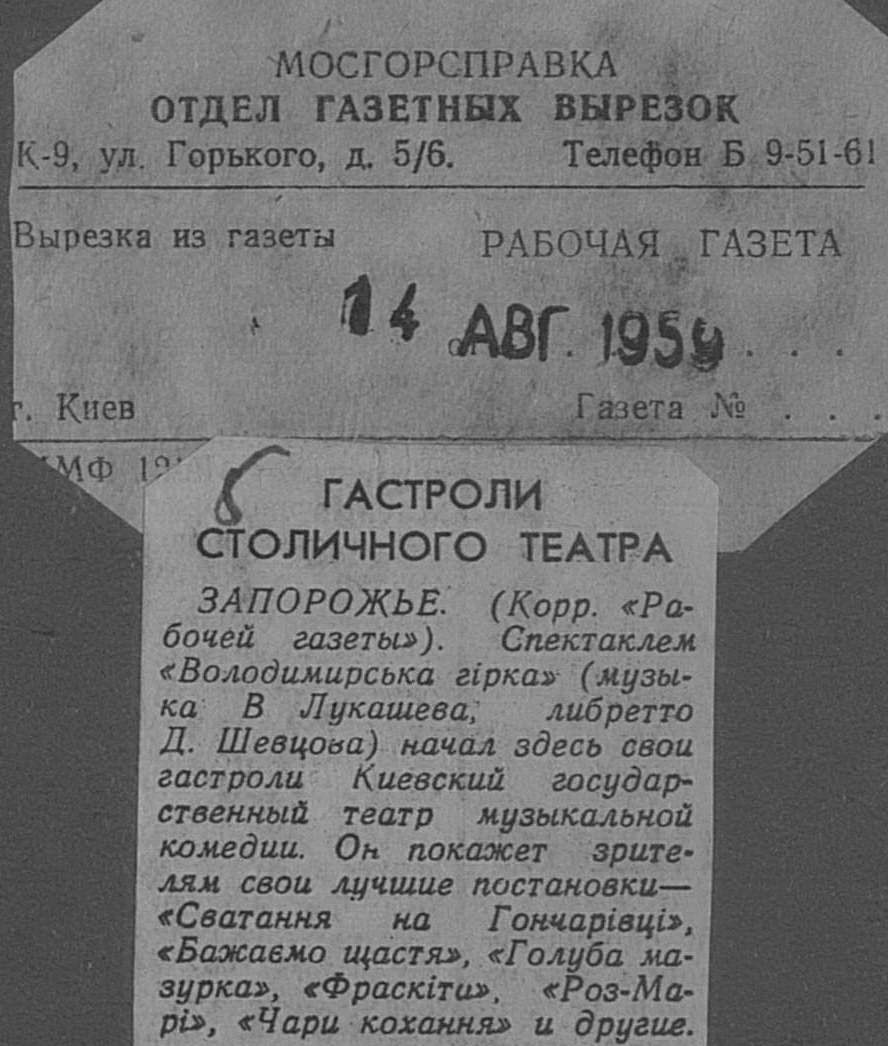 МОСГОРСПРАВКА
ОТДЕЛ ГАЗЕТНЫХ ВЫРЕЗОК
К-9, ул. Горького, д. 5/6. Телефон Б 9-51-61
Вырезка из газеты РАБОЧАЯ ГАЗЕТА
14 АВГ. 1959 . . .
г. Киев Газета № . . .
МФ
ГАСТРОЛИ
СТОЛИЧНОГО ТЕАТРА
ЗАПОРОЖЬЕ. (Корр. «Ра-
бочей газеты»). Спектаклем
«Володимирська гірка» (музы-
ка В Лукашева, либретто
Д. Шевцова) начал здесь свои
гастроли Киевский государ-
ственный театр музыкальной
комедии. Он покажет зрите-
лям свои лучшие постановки—
«Сватання на Гончарівці»,
«Бажаємо щастя», «Голуба ма-
зурка», «Фраскіти», «Роз-Ма-
рі», «Чари кохання» и другие.